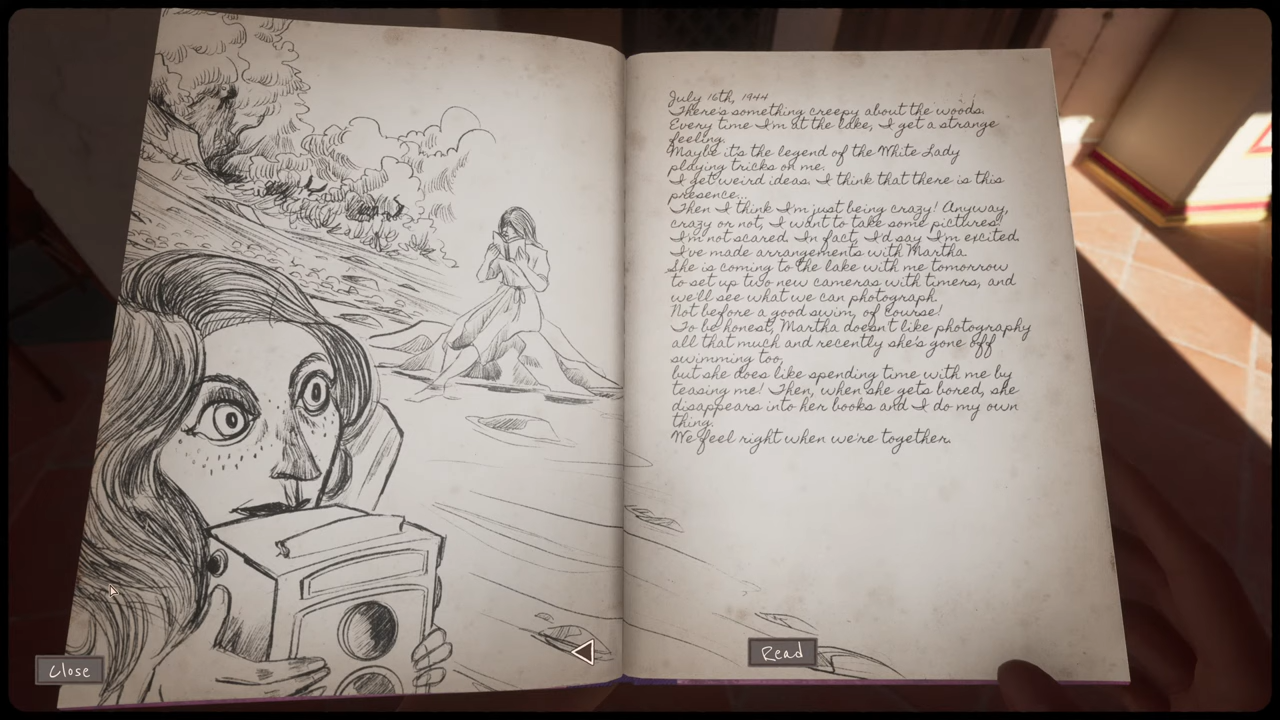 July 16th, 1944
There's something creepy about the woods.
Every time I'm at the lake, I get a strange
feeling.
Maybe it's the legend of the White Lady
playing tricks on me.
I get weird ideas. I think that there is this
presence...
Then I think I'm just being crazy! Anyway,
crazy or not, I want to take some pictures.
I'm not scared. In fact, I'd say I'm excited.
I've made arrangements with Martha.
She is coming to the lake with me tomorrow
to set up two new cameras with timers, and
we'll see what we can photograph.
Not before a good swim, of course!
To be honest, Martha doesn't like photography
all that much and recently she's gone off
swimming too,
but she does like spending time with me by
teasing me! Then, when she gets bored, she
disappears into her books and I do my own
thing.
We feel right when we're together.
Read
Close